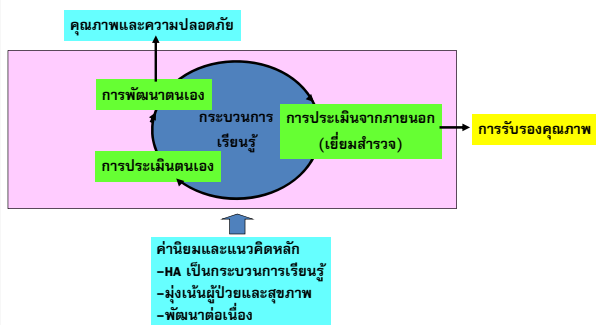 คุณภาพและความปลอดภัย
การพัฒนาตนเอง
กระบวนการ
เรียนรู้
การประเมินจากภายนอก
(เยี่ยมสำรวจ)
การรับรองคุณภาพ
การประเมินตนเอง
ค่านิยมและแนวคิดหลัก
-HA เป็นกระบวนการเรียนรู้
-มุ่งเน้นผู้ป่วยและสุขภาพ
-พัฒนาต่อเนื่อง